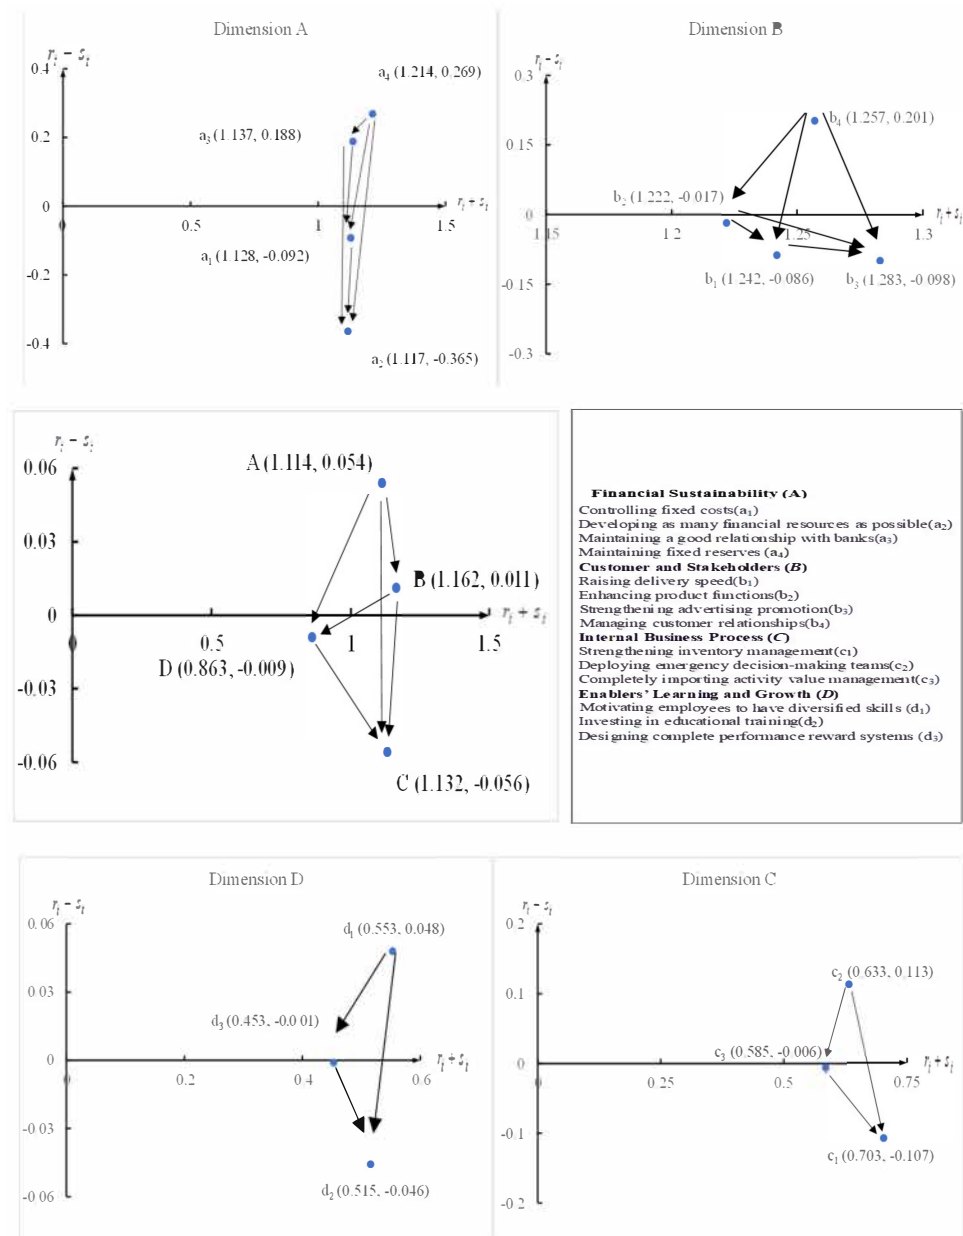 Dimension A
rᵢ − sᵢ
0.4
0.2
0
-0.2
-0.4
0
0.5
1
1.5
rᵢ + sᵢ
a₄ (1.214, 0.269)
a₃ (1.137, 0.188)
a₁ (1.128, -0.092)
a₂ (1.117, -0.365)
Dimension B
rᵢ − sᵢ
0.3
0.15
0
-0.15
-0.3
1.15
1.2
1.25
1.3
rᵢ + sᵢ
b₄ (1.257, 0.201)
b₂ (1.222, -0.017)
b₁ (1.242, -0.086)
b₃ (1.283, -0.098)
rᵢ − sᵢ
0.06
0.03
0
-0.03
-0.06
0
0.5
1
1.5
rᵢ + sᵢ
A (1.114, 0.054)
B (1.162, 0.011)
D (0.863, -0.009)
C (1.132, -0.056)
Financial Sustainability (A)
Controlling fixed costs(a₁)
Developing as many financial resources as possible(a₂)
Maintaining a good relationship with banks(a₃)
Maintaining fixed reserves (a₄)
Customer and Stakeholders (B)
Raising delivery speed(b₁)
Enhancing product functions(b₂)
Strengthening advertising promotion(b₃)
Managing customer relationships(b₄)
Internal Business Process (C)
Strengthening inventory management(c₁)
Deploying emergency decision-making teams(c₂)
Completely importing activity value management(c₃)
Enablers' Learning and Growth (D)
Motivating employees to have diversified skills (d₁)
Investing in educational training(d₂)
Designing complete performance reward systems (d₃)
Dimension D
rᵢ − sᵢ
0.06
0.03
0
-0.03
-0.06
0
0.2
0.4
0.6
rᵢ + sᵢ
d₁ (0.553, 0.048)
d₃ (0.453, -0.001)
d₂ (0.515, -0.046)
Dimension C
rᵢ − sᵢ
0.2
0.1
0
-0.1
-0.2
0
0.25
0.5
0.75
rᵢ + sᵢ
c₂ (0.633, 0.113)
c₃ (0.585, -0.006)
c₁ (0.703, -0.107)